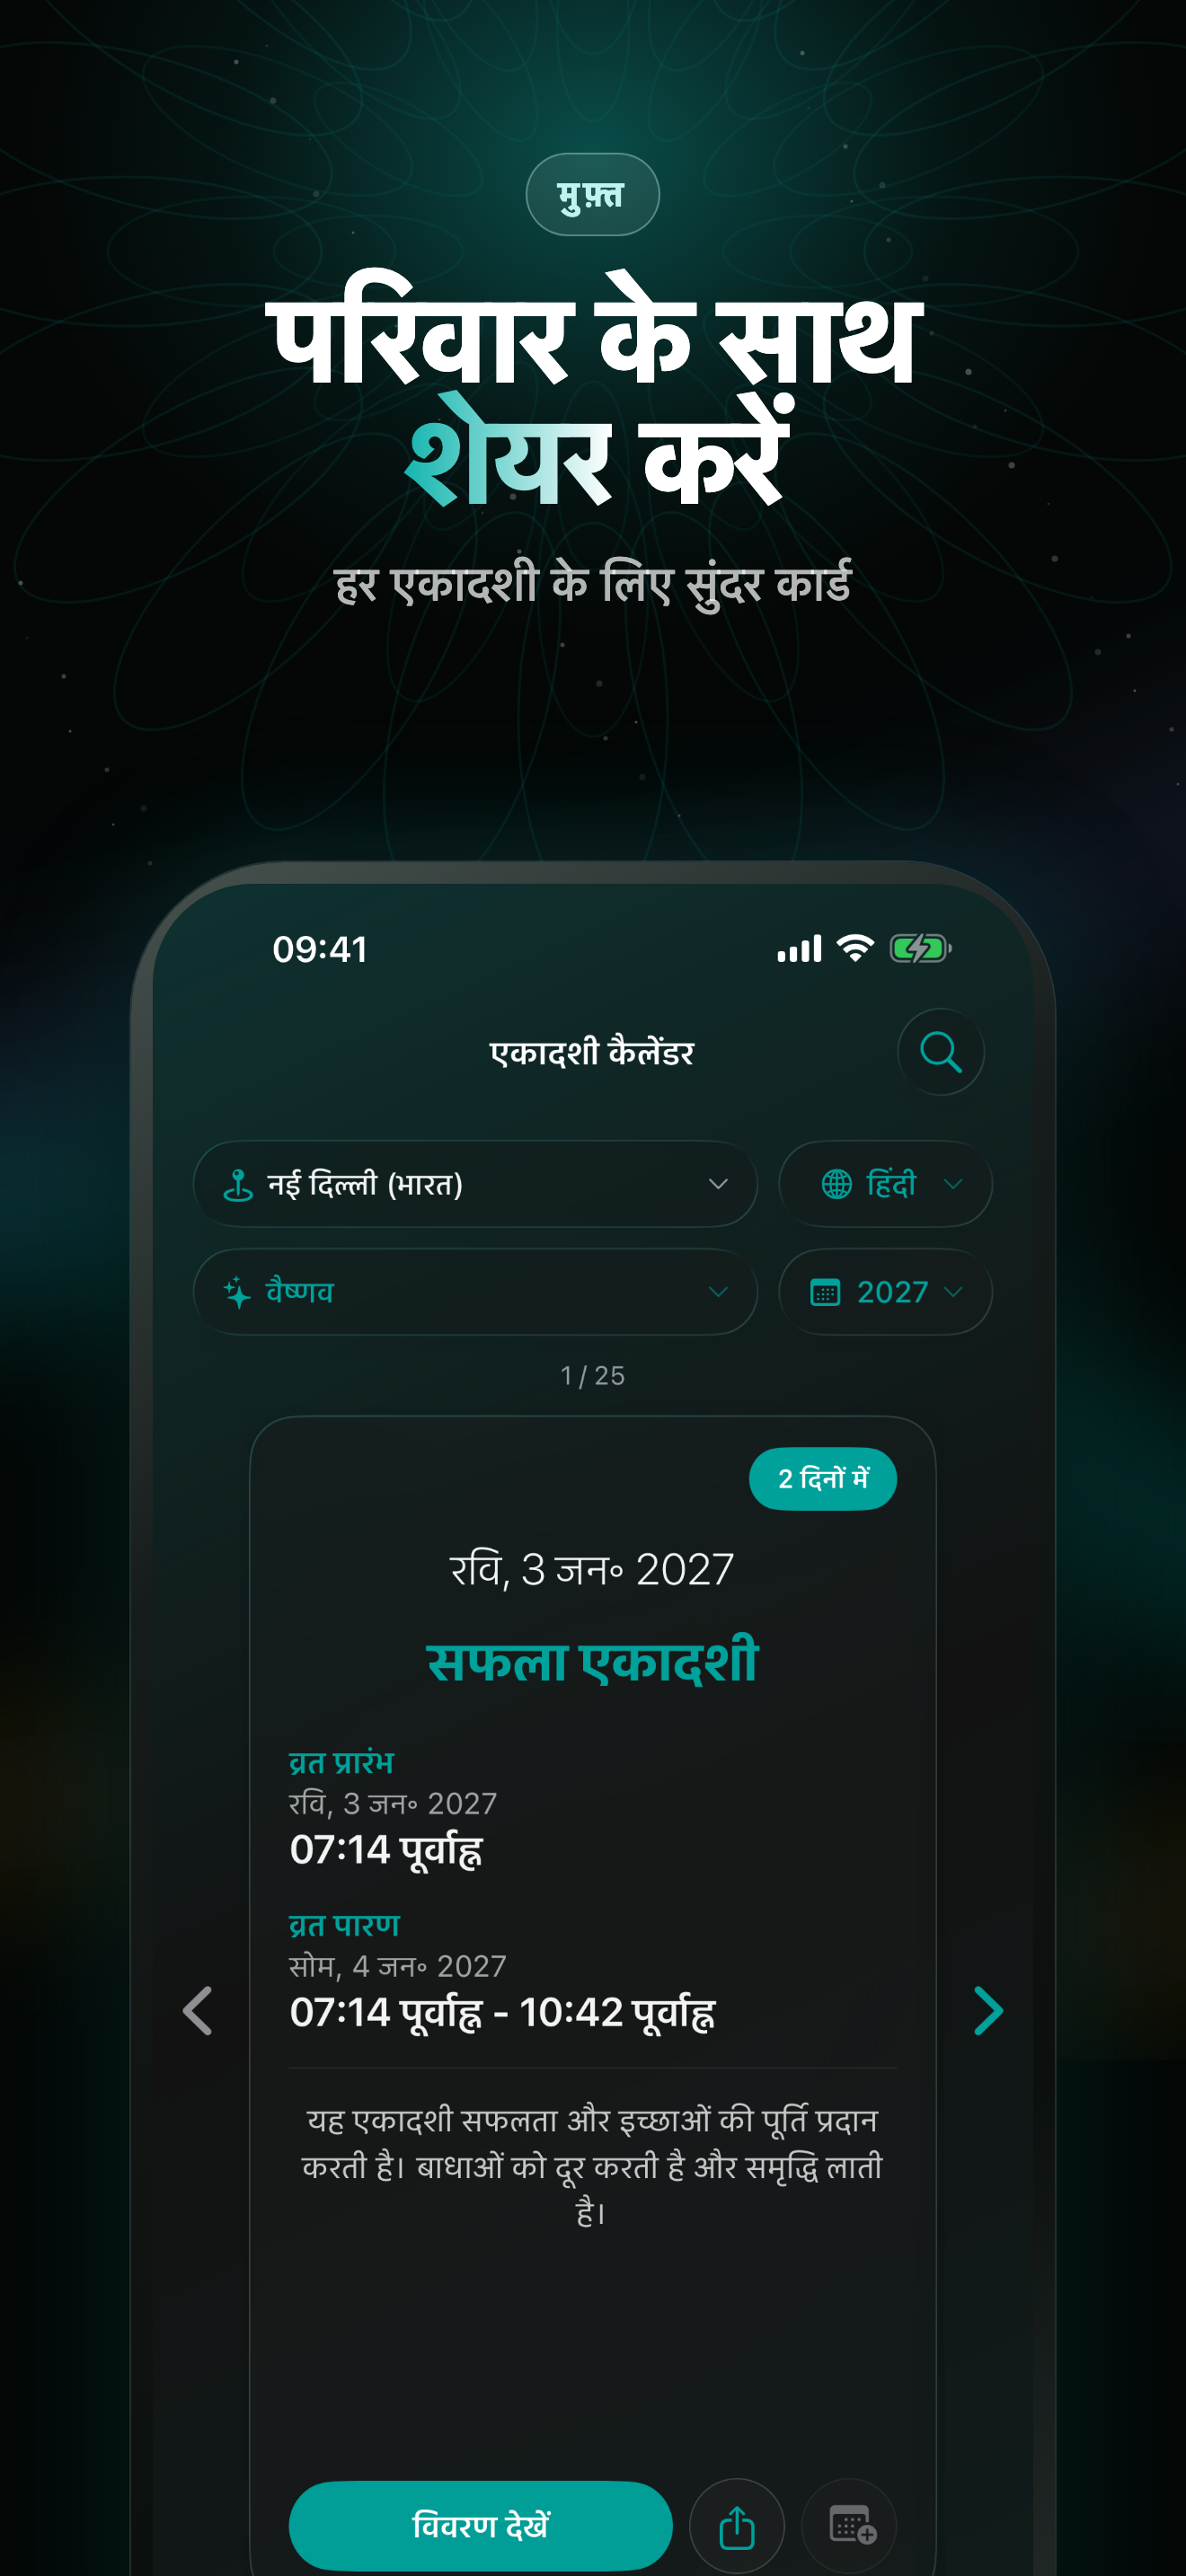 मुफ़्त
परिवार के साथ
शेयर करें
हर एकादशी के लिए सुंदर कार्ड
09:41
एकादशी कैलेंडर
नई दिल्ली (भारत)
हिंदी
वैष्णव
2027
1 / 25
2 दिनों में
रवि, 3 जन॰ 2027
सफला एकादशी
व्रत प्रारंभ
रवि, 3 जन॰ 2027
07:14 पूर्वाह्न
व्रत पारण
सोम, 4 जन॰ 2027
07:14 पूर्वाह्न - 10:42 पूर्वाह्न
यह एकादशी सफलता और इच्छाओं की पूर्ति प्रदान
करती है। बाधाओं को दूर करती है और समृद्धि लाती
है।
विवरण देखें